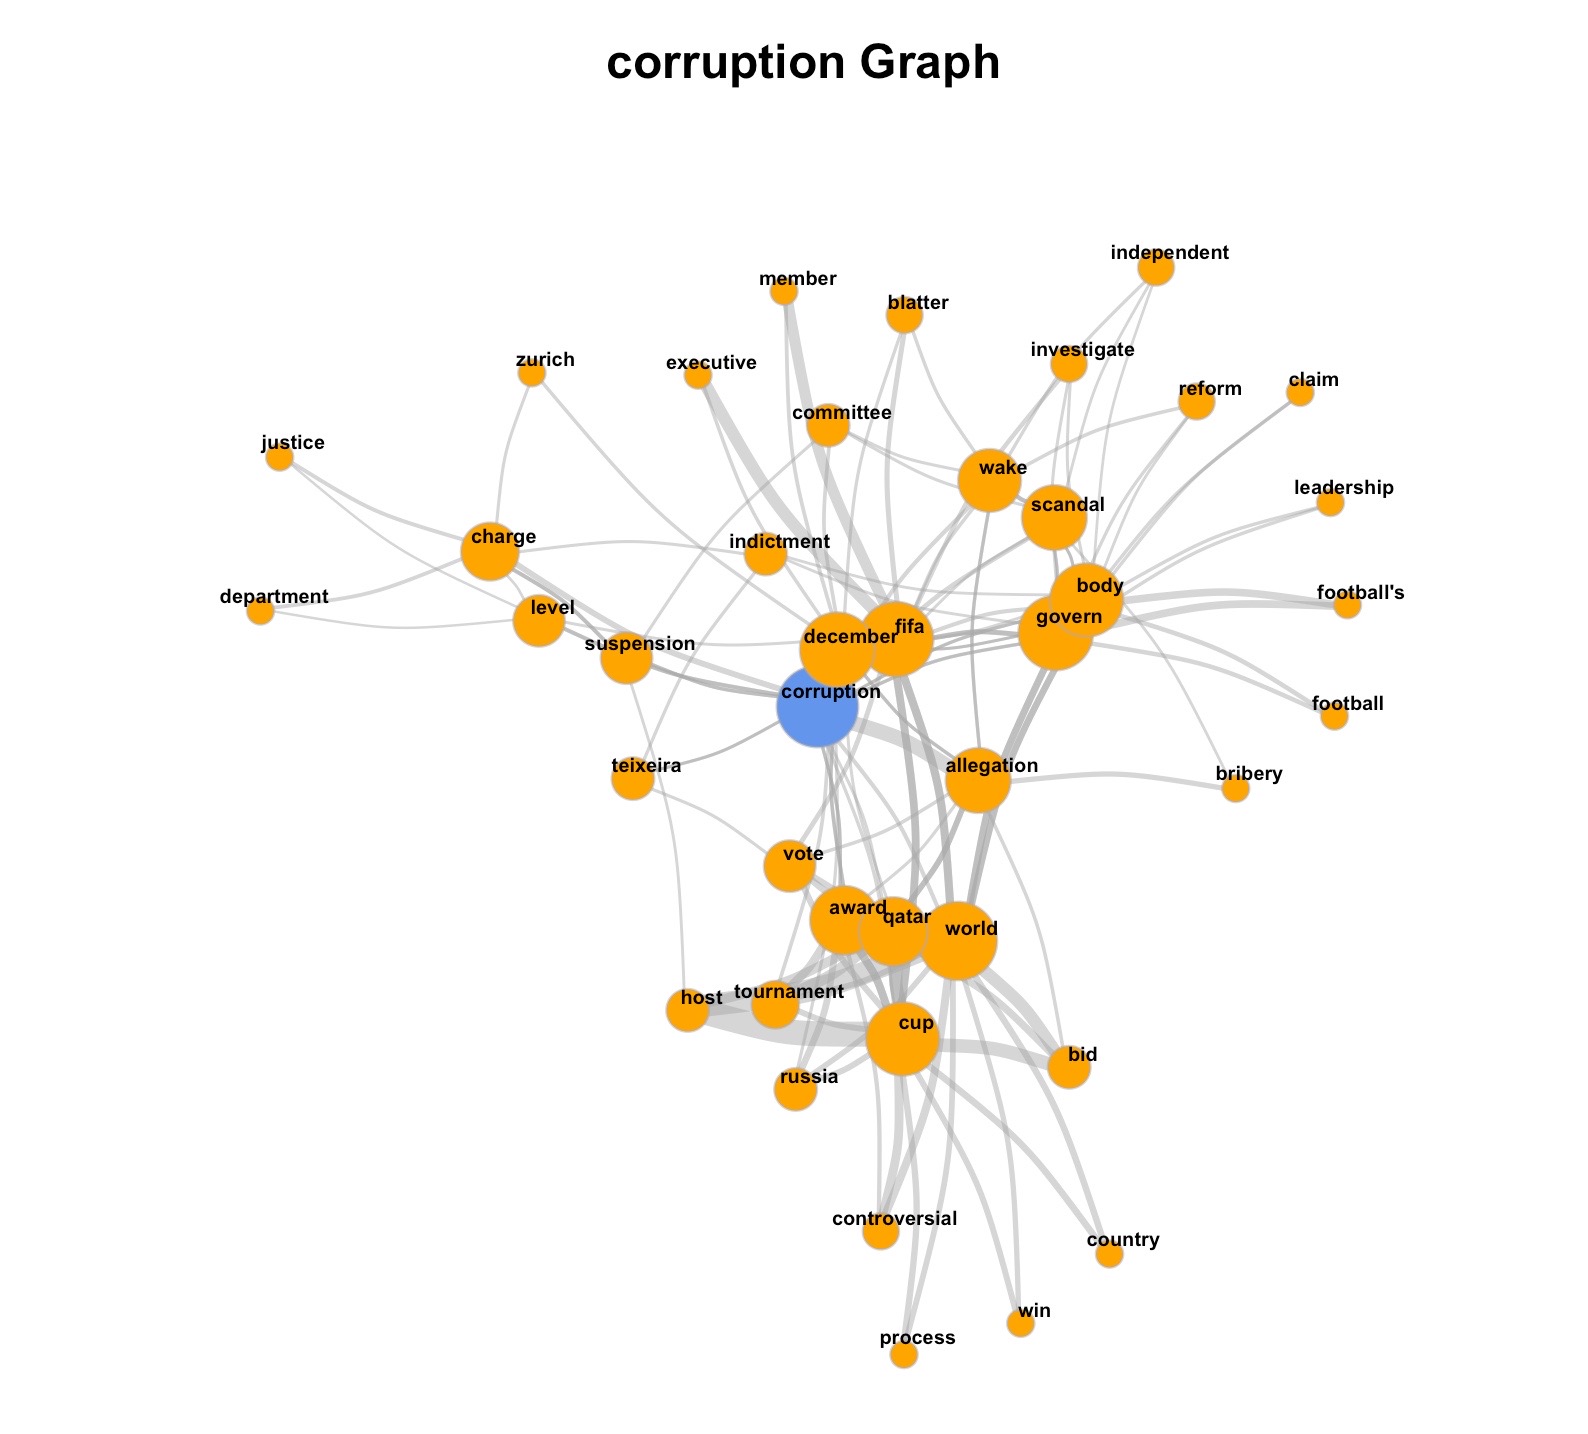 corruption Graph
independent
member
blatter
investigate
zurich
executive
claim
reform
committee
justice
wake
leadership
scandal
charge
indictment
body
football's
department
level
govern
fifa
december
suspension
corruption
football
teixeira
allegation
bribery
vote
award
qatar
world
tournament
host
cup
bid
russia
controversial
country
win
process